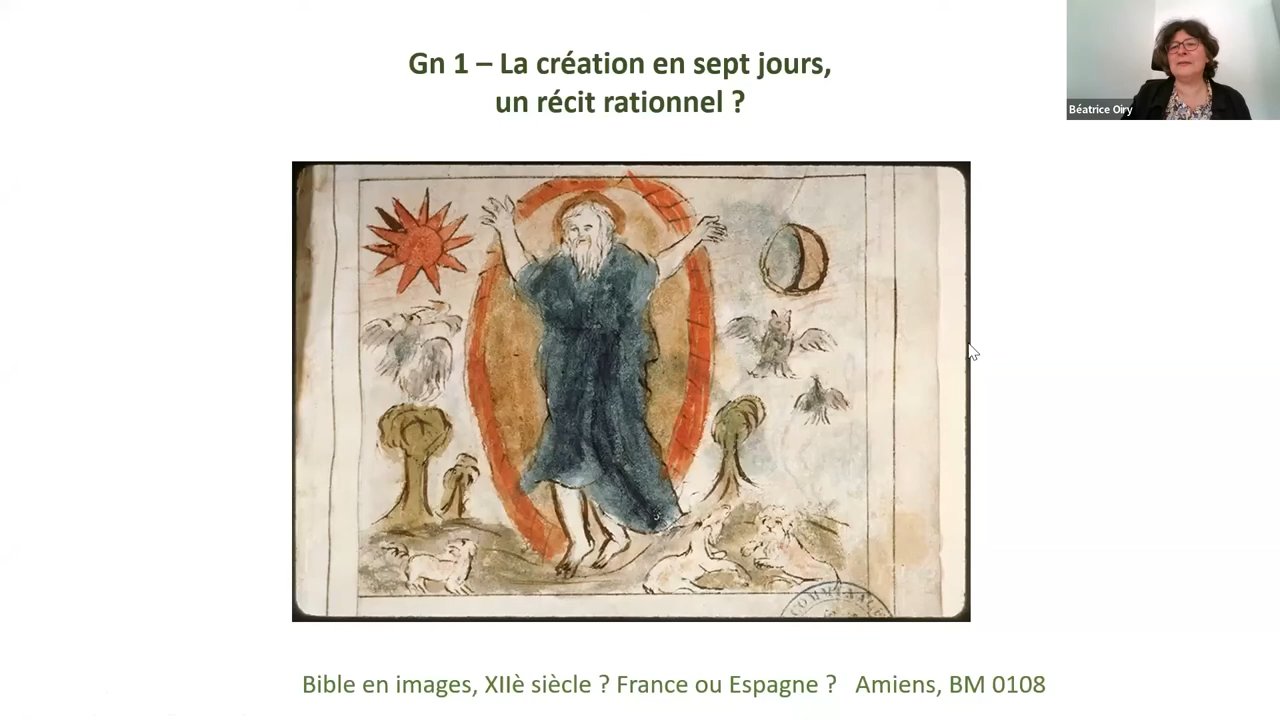 Gn 1 – La création en sept jours,
un récit rationnel ?
Béatrice Oiry
COMMUNALE
Bible en images, XIIè siècle ? France ou Espagne ? Amiens, BM 0108